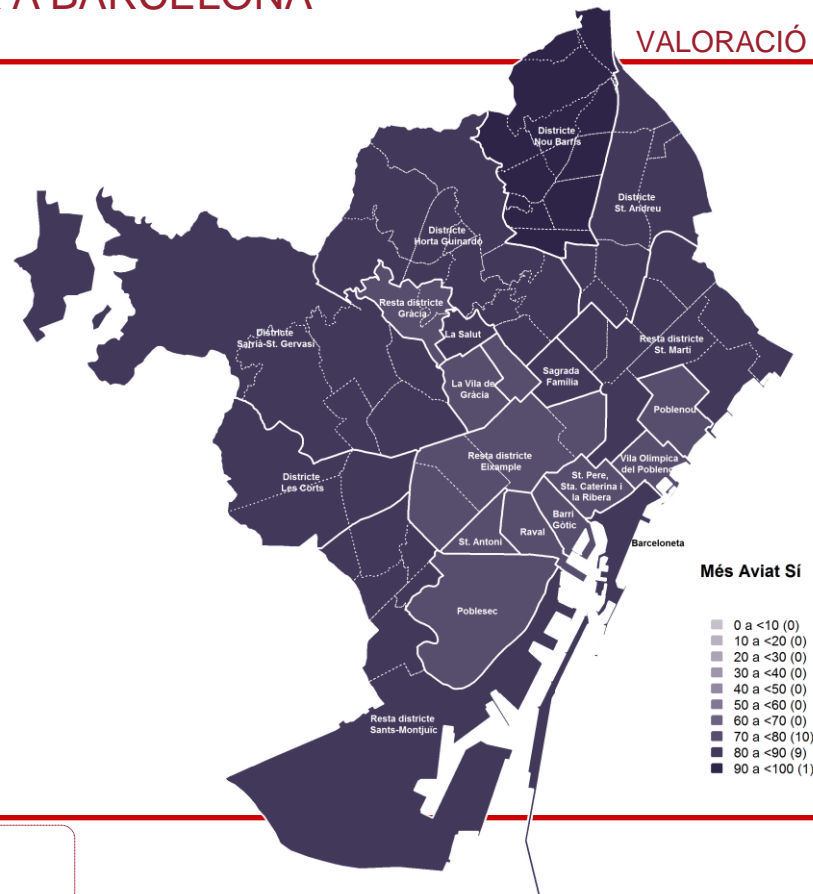 A BARCELONA
VALORACIÓ
Districte
Nou Barris
Districte
St. Andreu
Districte
Horta Guinardó
Resta districte
Gràcia
La Salut
Districte
Sarrià-St. Gervasi
Resta districte
St. Martí
Sagrada
Família
La Vila de
Gràcia
Poblenou
Resta districte
Eixample
Vila Olímpica
del Poblen
Districte
Les Corts
St. Pere,
Sta. Caterina i
la Ribera
Barri
Gòtic
Raval
St. Antoni
Barceloneta
Poblesec
Resta districte
Sants-Montjuïc
Més Aviat Sí
0 a <10 (0)
10 a <20 (0)
20 a <30 (0)
30 a <40 (0)
40 a <50 (0)
50 a <60 (0)
60 a <70 (0)
70 a <80 (10)
80 a <90 (9)
90 a <100 (1)